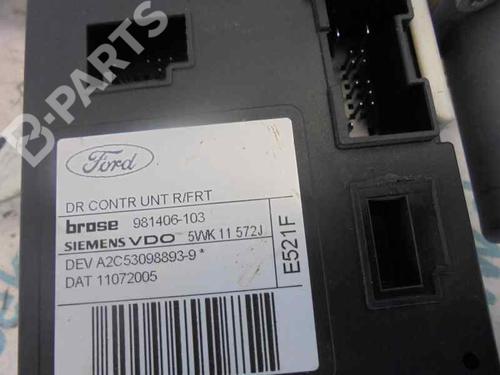 B-PARTS
Ford
DR CONTR UNT R/FRT
brose 981406-103
SIEMENS VDO 5WK 11 572J
DEV A2C53098893-9*
DAT 11072005
E521F